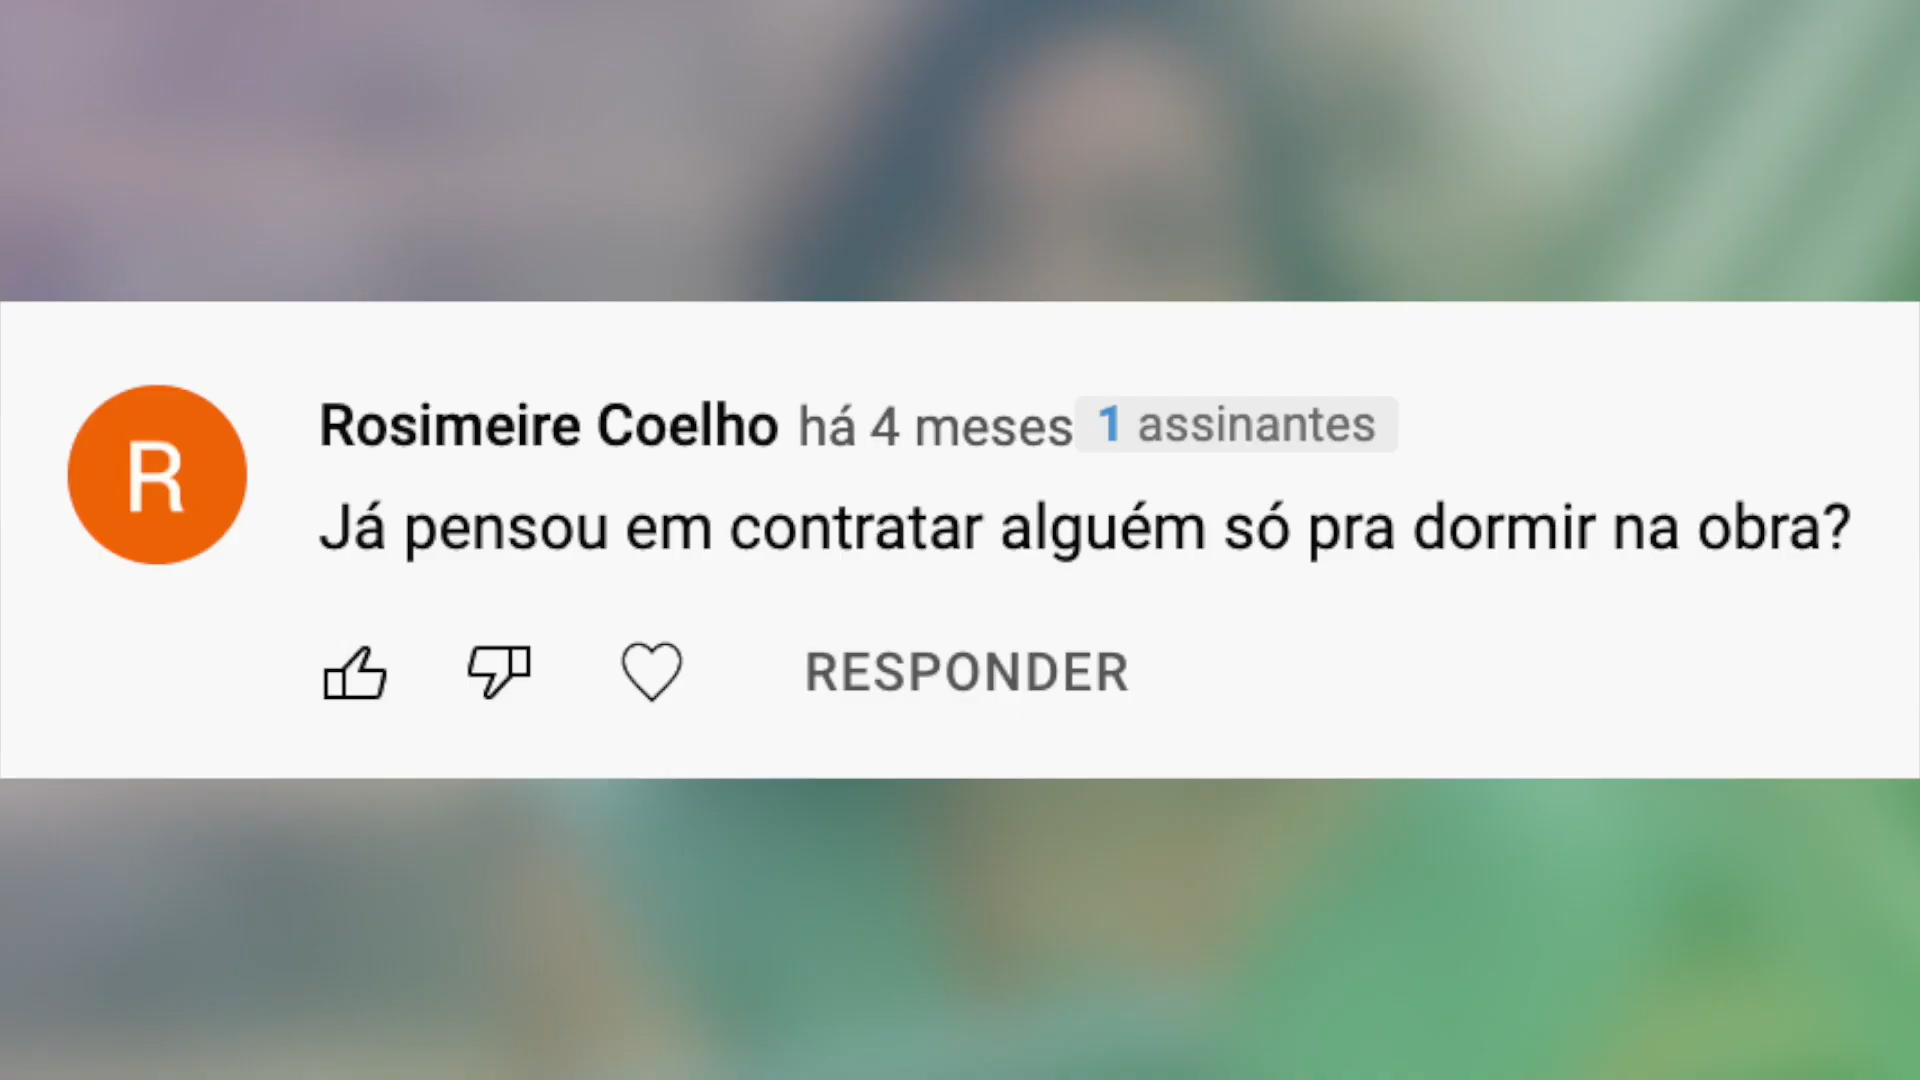 R
Rosimeire Coelho há 4 meses 1 assinantes
Já pensou em contratar alguém só pra dormir na obra?
RESPONDER